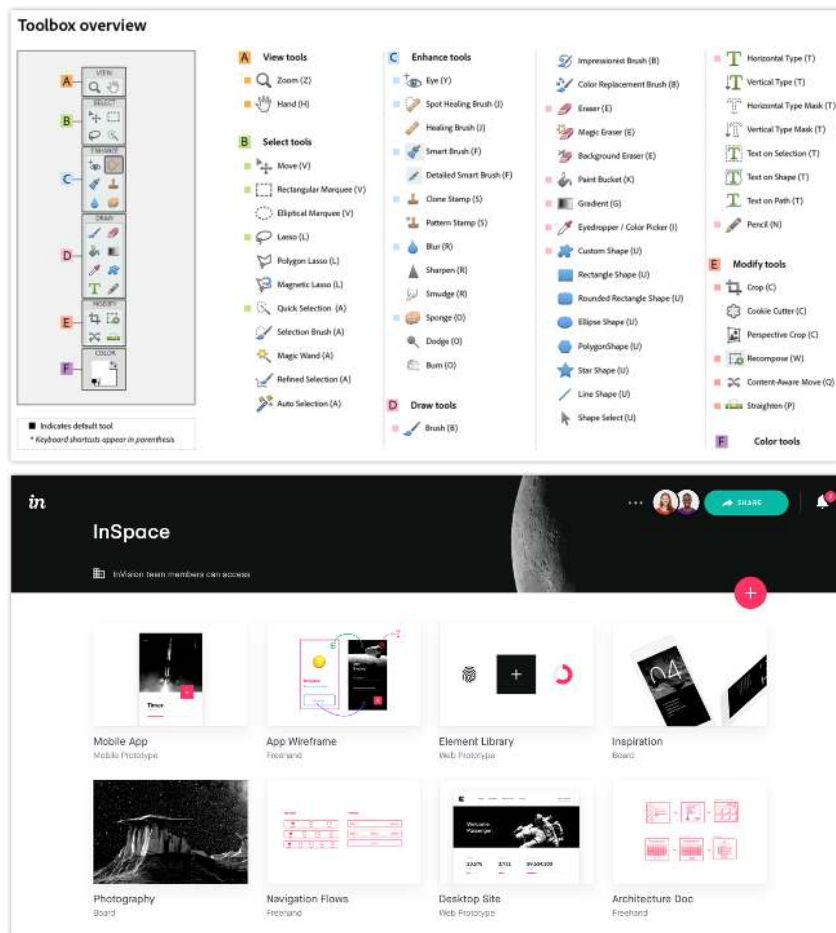 Toolbox overview
A
VIEW
B
SELECT
C
ENHANCE
D
DRAW
T
E
MODIFY
F
COLOR
■ Indicates default tool
* Keyboard shortcuts appear in parenthesis
A View tools
Zoom (Z)
Hand (H)
B Select tools
Move (V)
Rectangular Marquee (V)
Elliptical Marquee (V)
Lasso (L)
Polygon Lasso (L)
Magnetic Lasso (L)
Quick Selection (A)
Selection Brush (A)
Magic Wand (A)
Refined Selection (A)
Auto Selection (A)
C Enhance tools
Eye (Y)
Spot Healing Brush (J)
Healing Brush (J)
Smart Brush (F)
Detailed Smart Brush (F)
Clone Stamp (S)
Pattern Stamp (S)
Blur (R)
Sharpen (R)
Smudge (R)
Sponge (O)
Dodge (O)
Burn (O)
D Draw tools
Brush (B)
Impressionist Brush (B)
Color Replacement Brush (B)
Eraser (E)
Magic Eraser (E)
Background Eraser (E)
Paint Bucket (K)
Gradient (G)
Eyedropper / Color Picker (I)
Custom Shape (U)
Rectangle Shape (U)
Rounded Rectangle Shape (U)
Ellipse Shape (U)
PolygonShape (U)
Star Shape (U)
Line Shape (U)
Shape Select (U)
T Horizontal Type (T)
T Vertical Type (T)
T Horizontal Type Mask (T)
T Vertical Type Mask (T)
T Text on Selection (T)
T Text on Shape (T)
T Text on Path (T)
Pencil (N)
E Modify tools
Crop (C)
Cookie Cutter (C)
Perspective Crop (C)
Recompose (W)
Content-Aware Move (Q)
Straighten (P)
F Color tools
in
SHARE
InSpace
InVision team members can access
Timer
04
Mobile App
Mobile Prototype
App Wireframe
Freehand
Element Library
Web Prototype
Inspiration
Board
Welcome
Messenger
Photography
Board
Navigation Flows
Freehand
Desktop Site
Web Prototype
Architecture Doc
Freehand